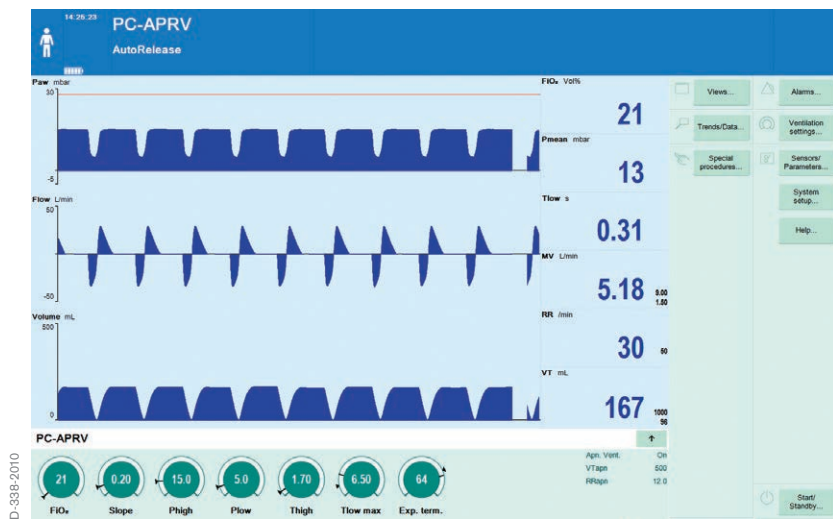 14:26:23
PC-APRV
AutoRelease
Paw mbar
-5
Flow L/min
50
-50
Volume mL
500
0
FiO₂ Vol%
21
Pmean mbar
13
Tlow s
0.31
MV L/min
5.18
9.00
1.50
RR /min
30
50
VT mL
167
1000
Views...
Alarms...
Trends/Data...
Ventilation
settings...
Special
procedures...
Sensors/
Parameters...
System
setup...
Help...
PC-APRV
21
0.20
15.0
5.0
1.70
6.50
64
FiO₂
Slope
Phigh
Plow
Thigh
Tlow max
Exp. term.
Apn. Vent. On
VTapn 500
RRapn 12.0
Start/
Standby...
D-338-2010